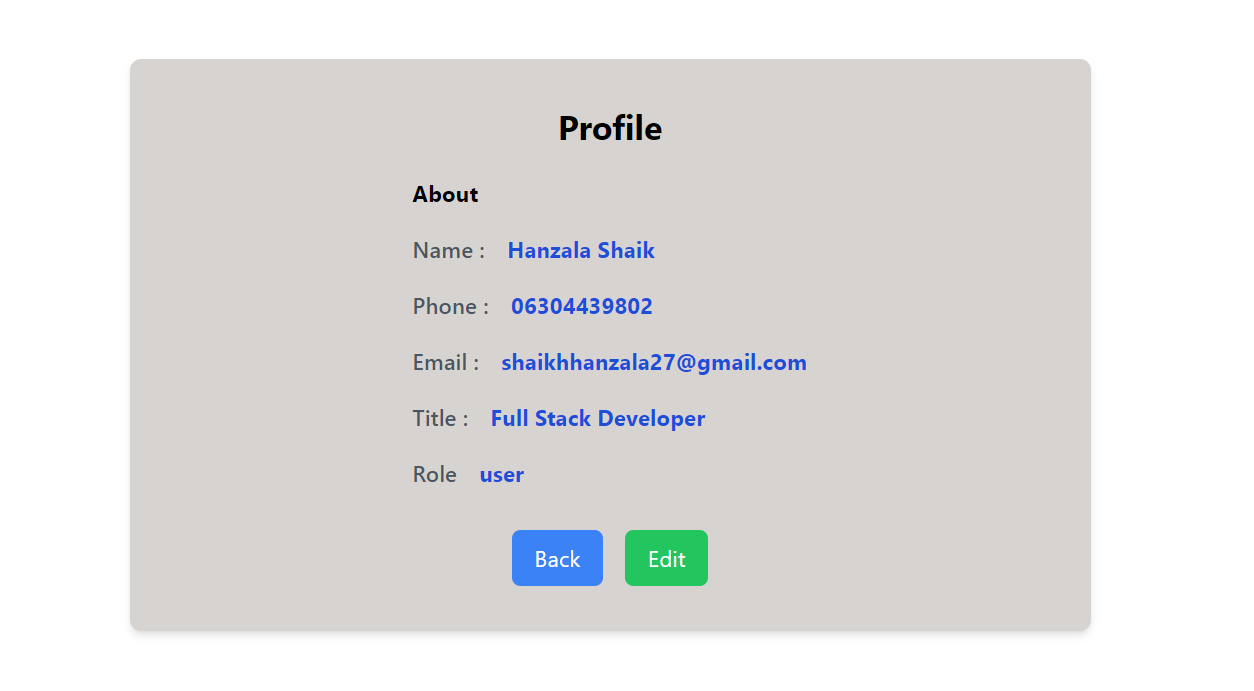 Profile
About
Name : Hanzala Shaik
Phone : 06304439802
Email : shaikhhanzala27@gmail.com
Title : Full Stack Developer
Role user
Back Edit